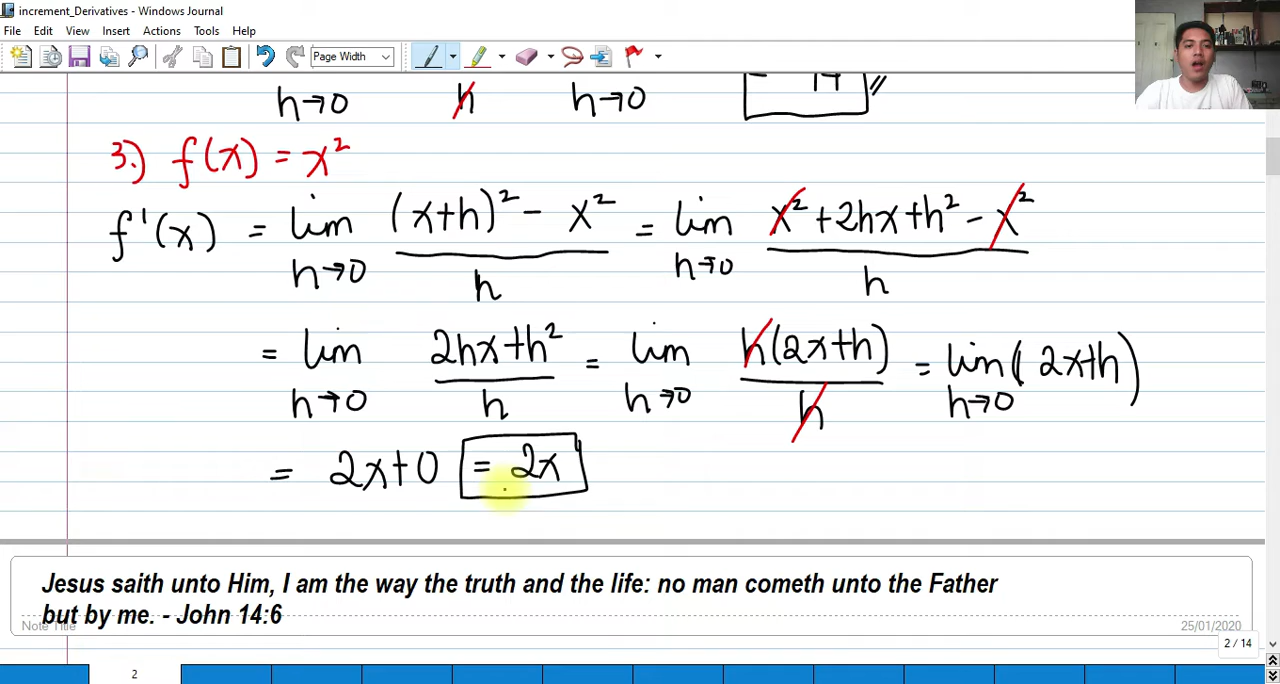 increment_Derivatives - Windows Journal
File Edit View Insert Actions Tools Help
Page Width
h→0 h h→0 14 //
3.) f(x) = x²
f'(x) = lim h→0 (x+h)² - x² / h = lim h→0 x² + 2hx + h² - x² / h
= lim h→0 2hx + h² / h = lim h→0 h(2x+h) / h = lim h→0 (2x+h)
= 2x+0 = 2x
Jesus saith unto Him, I am the way the truth and the life: no man cometh unto the Father
but by me. - John 14:6
Note Title 25/01/2020
2 / 14
2